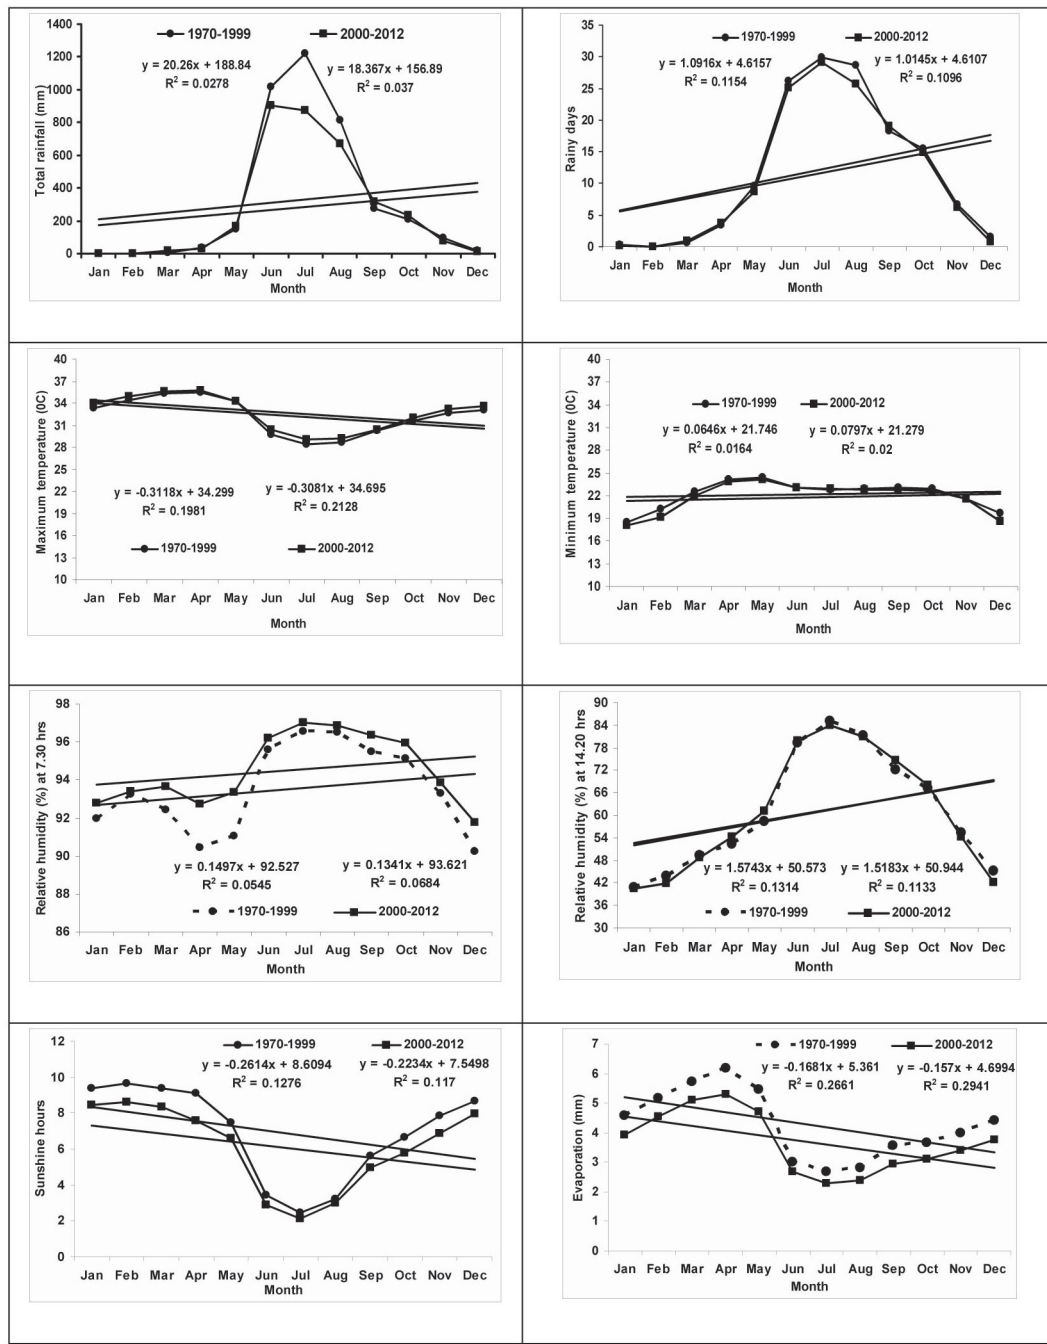 1400
1200
1000
800
600
400
200
0
Total rainfall (mm)
1970-1999 2000-2012
y = 20.26x + 188.84 y = 18.367x + 156.89
R2 = 0.0278 R2 = 0.037
Jan Feb Mar Apr May Jun Jul Aug Sep Oct Nov Dec
Month
35
30
25
20
15
10
5
0
Rainy days
1970-1999 2000-2012
y = 1.0916x + 4.6157 y = 1.0145x + 4.6107
R2 = 0.1154 R2 = 0.1096
Jan Feb Mar Apr May Jun Jul Aug Sep Oct Nov Dec
Month
40
37
34
31
28
25
22
19
16
13
10
Maximum temperature (0C)
y = -0.3118x + 34.299 y = -0.3081x + 34.695
R2 = 0.1981 R2 = 0.2128
1970-1999 2000-2012
Jan Feb Mar Apr May Jun Jul Aug Sep Oct Nov Dec
Month
40
37
34
31
28
25
22
19
16
13
10
Minimum temperature (0C)
1970-1999 2000-2012
y = 0.0646x + 21.746 y = 0.0797x + 21.279
R2 = 0.0164 R2 = 0.02
Jan Feb Mar Apr May Jun Jul Aug Sep Oct Nov Dec
Month
98
96
94
92
90
88
86
Relative humidity (%) at 7.30 hrs
y = 0.1497x + 92.527 y = 0.1341x + 93.621
R2 = 0.0545 R2 = 0.0684
1970-1999 2000-2012
Jan Feb Mar Apr May Jun Jul Aug Sep Oct Nov Dec
Month
90
84
78
72
66
60
54
48
42
36
30
Relative humidity (%) at 14.20 hrs
y = 1.5743x + 50.573 y = 1.5183x + 50.944
R2 = 0.1314 R2 = 0.1133
1970-1999 2000-2012
Jan Feb Mar Apr May Jun Jul Aug Sep Oct Nov Dec
Month
12
10
8
6
4
2
0
Sunshine hours
1970-1999 2000-2012
y = -0.2614x + 8.6094 y = -0.2234x + 7.5498
R2 = 0.1276 R2 = 0.117
Jan Feb Mar Apr May Jun Jul Aug Sep Oct Nov Dec
Month
7
6
5
4
3
2
1
0
Evaporation (mm)
1970-1999 2000-2012
y = -0.1681x + 5.361 y = -0.157x + 4.6994
R2 = 0.2661 R2 = 0.2941
Jan Feb Mar Apr May Jun Jul Aug Sep Oct Nov Dec
Month